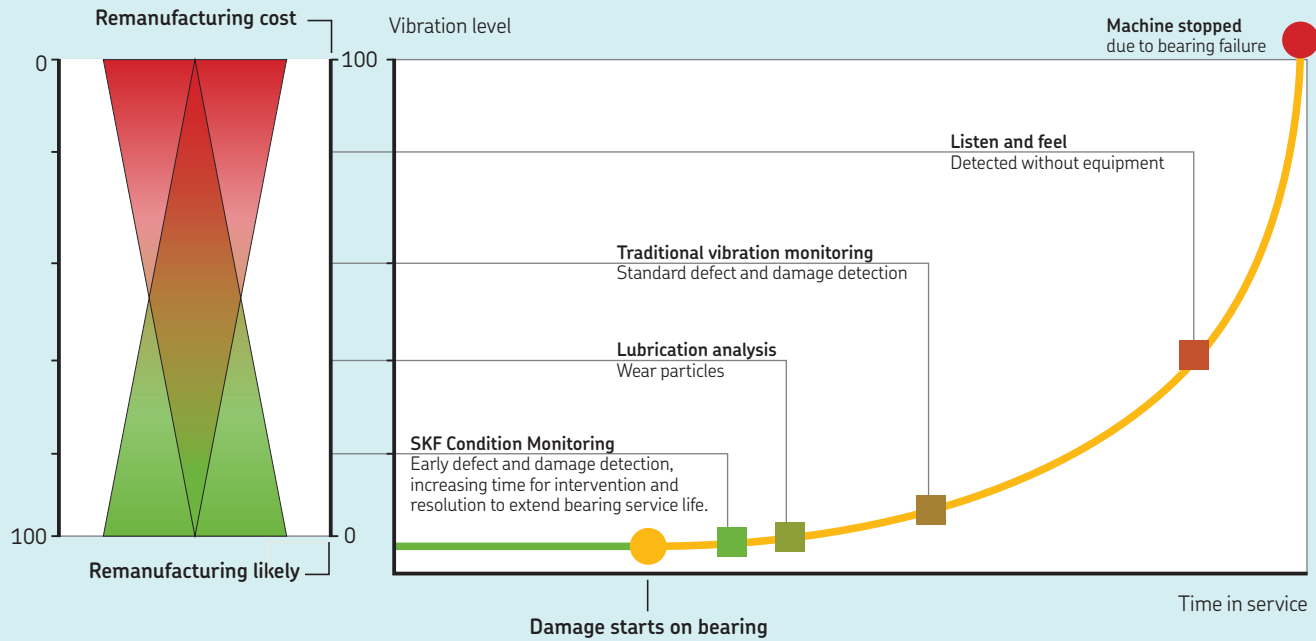 Remanufacturing cost
0
100
100
0
Remanufacturing likely
Vibration level
Machine stopped
due to bearing failure
Listen and feel
Detected without equipment
Traditional vibration monitoring
Standard defect and damage detection
Lubrication analysis
Wear particles
SKF Condition Monitoring
Early defect and damage detection,
increasing time for intervention and
resolution to extend bearing service life.
Time in service
Damage starts on bearing